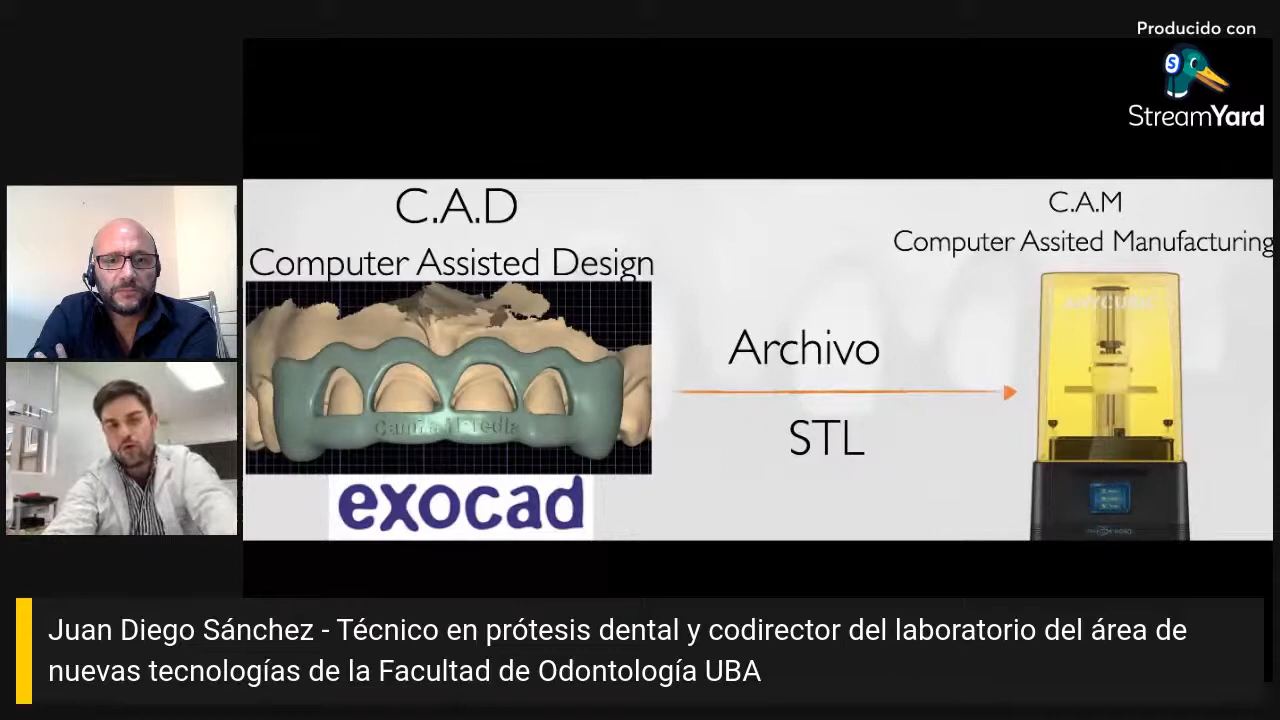 Producido con
StreamYard
C.A.D
Computer Assisted Design
exocad
Archivo
STL
C.A.M
Computer Assited Manufacturing
ANYCUBIC
Juan Diego Sánchez - Técnico en prótesis dental y codirector del laboratorio del área de
nuevas tecnologías de la Facultad de Odontología UBA